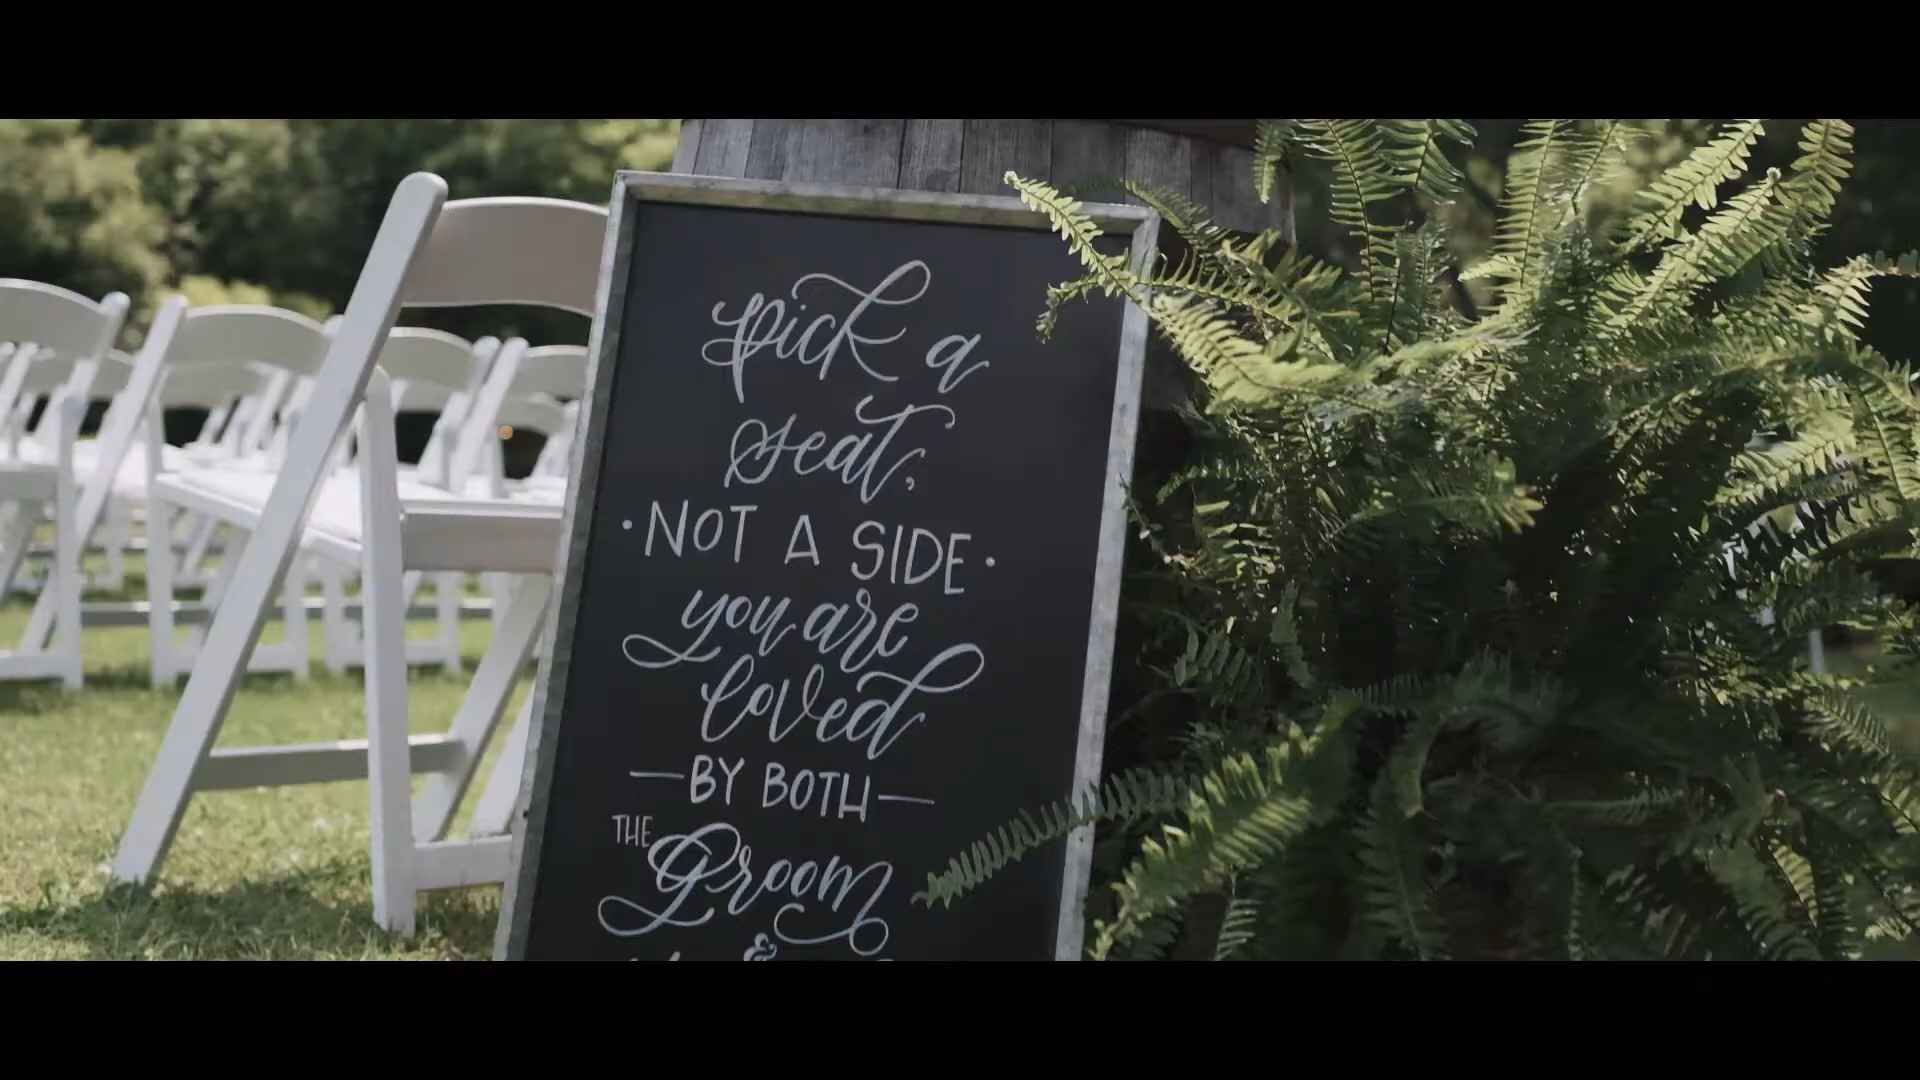 pick a
seat,
• NOT A SIDE •
you are
loved
— BY BOTH —
THE Groom
&